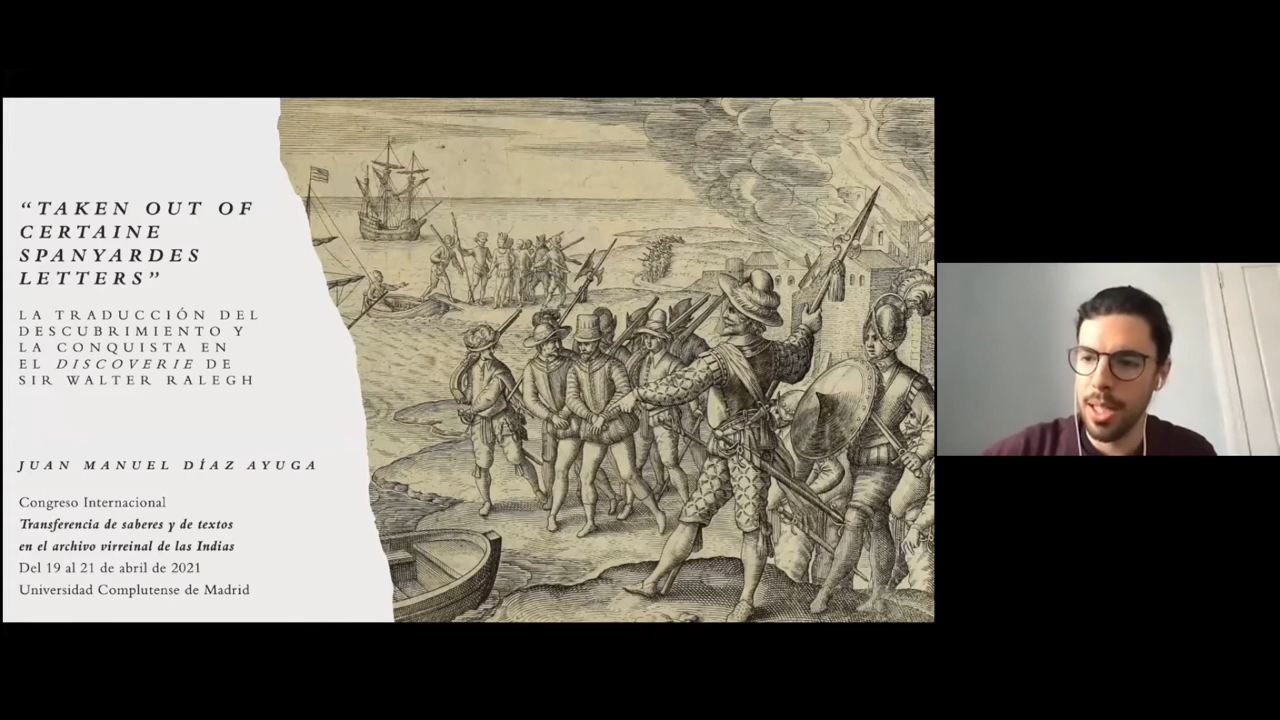 “TAKEN OUT OF
CERTAINE
SPANYARDES
LETTERS”
LA TRADUCCIÓN DEL
DESCUBRIMIENTO Y
LA CONQUISTA EN
EL DISCOVERIE DE
SIR WALTER RALEGH
JUAN MANUEL DÍAZ AYUGA
Congreso Internacional
Transferencia de saberes y de textos
en el archivo virreinal de las Indias
Del 19 al 21 de abril de 2021
Universidad Complutense de Madrid